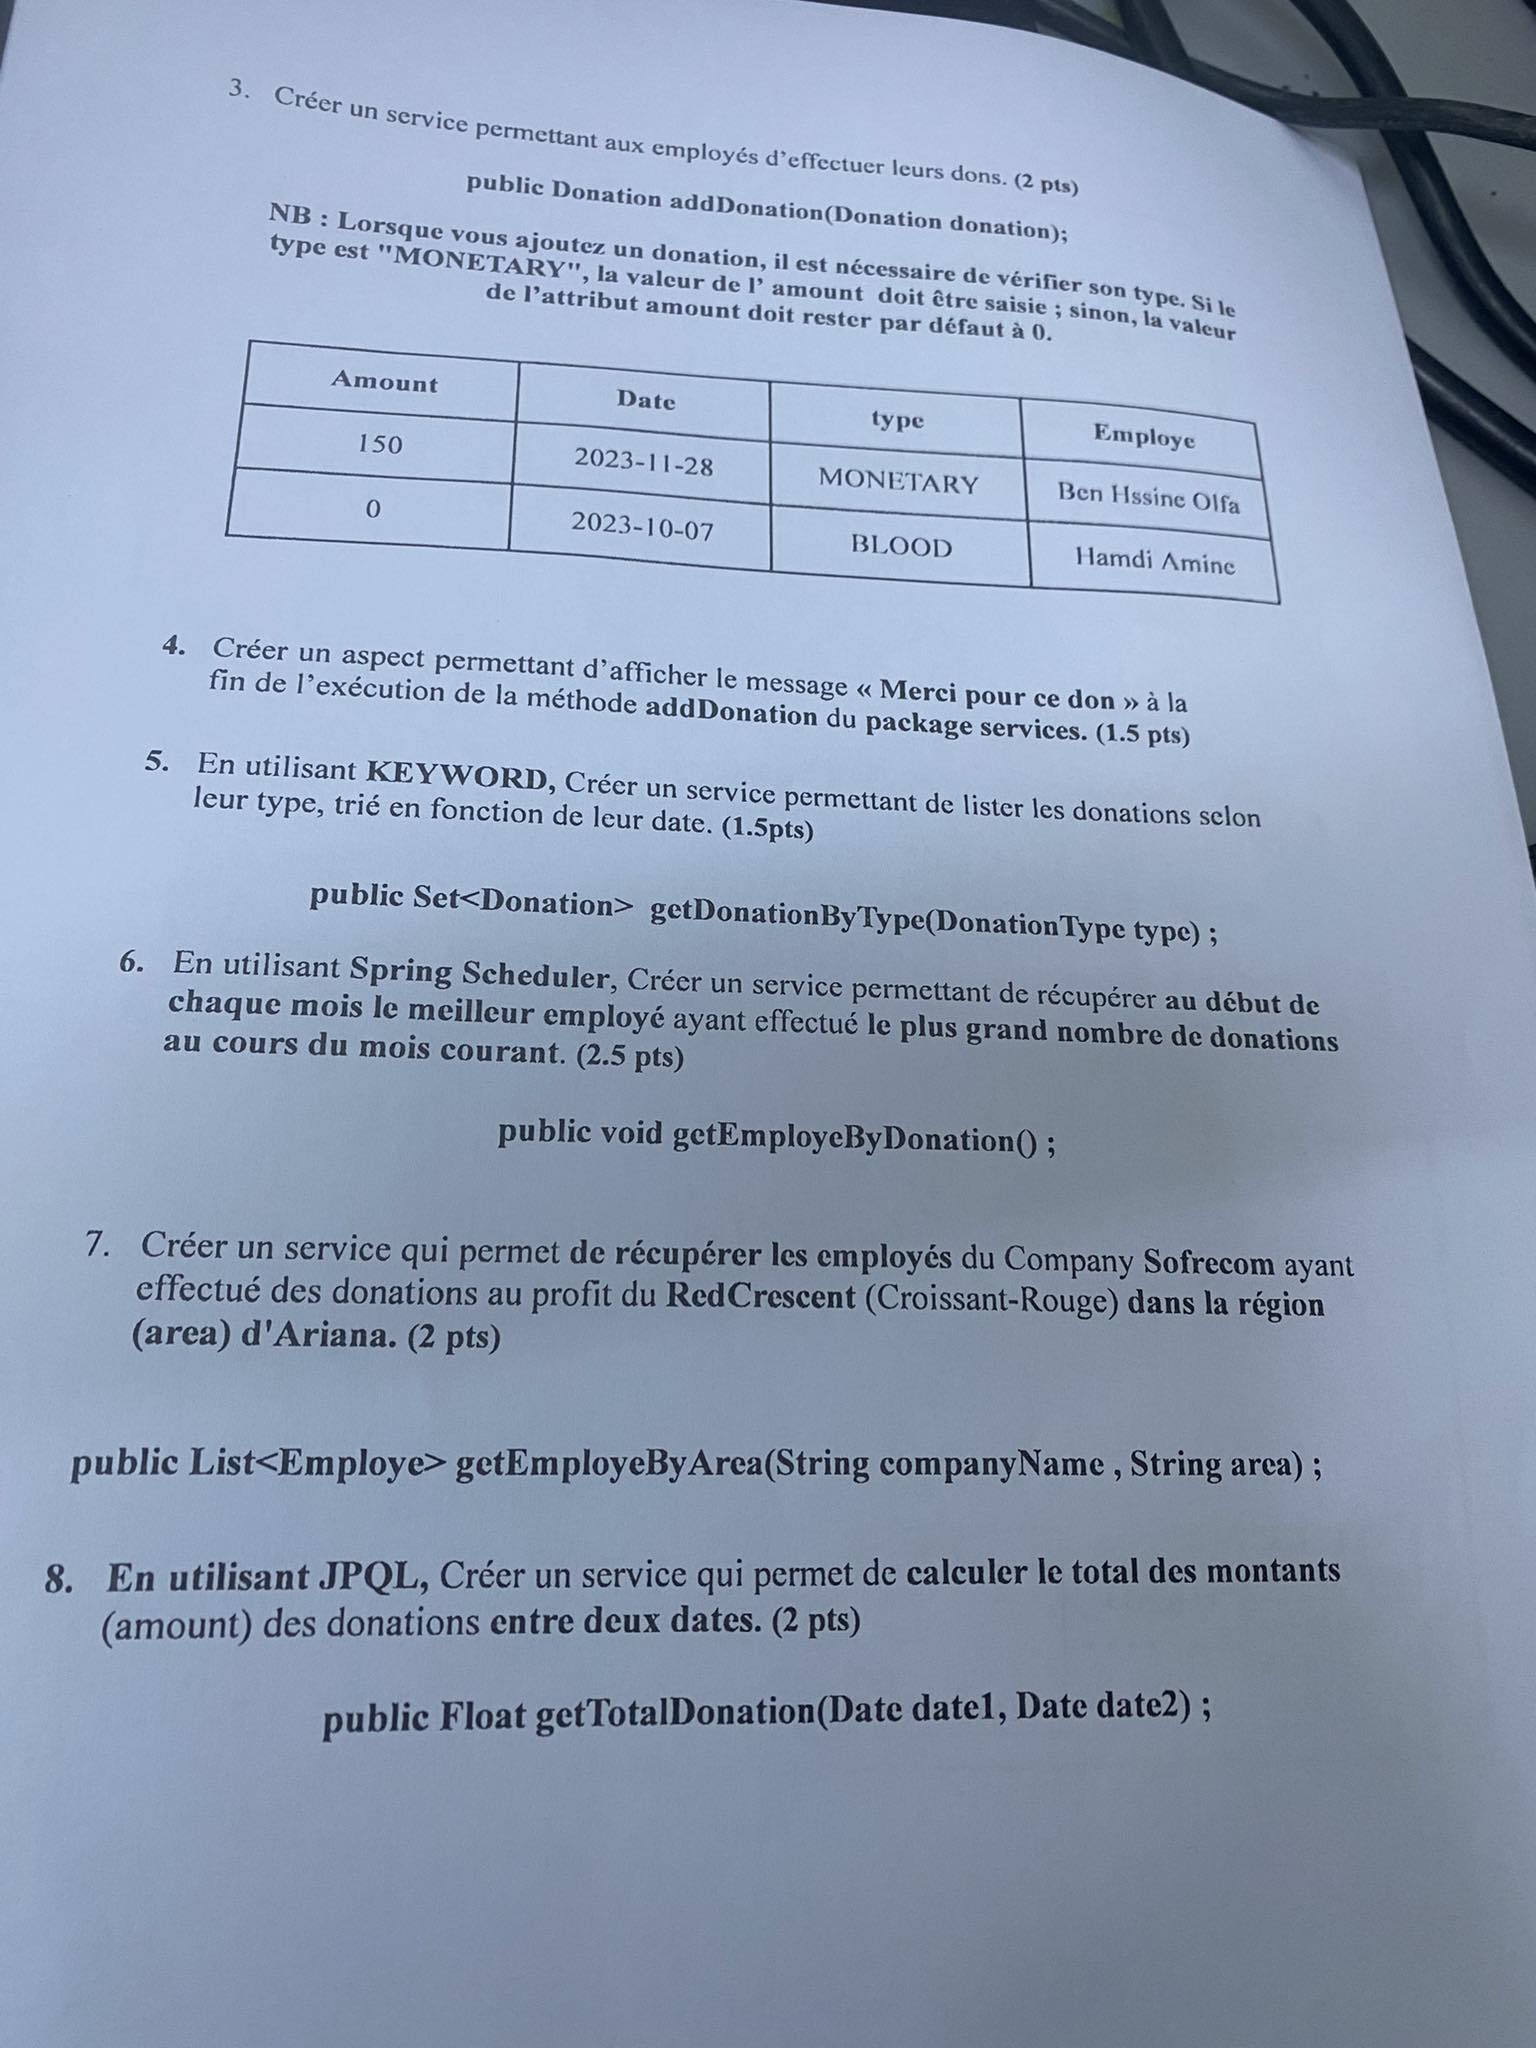 3. Créer un service permettant aux employés d'effectuer leurs dons. (2 pts)
public Donation addDonation(Donation donation);
NB : Lorsque vous ajoutez un donation, il est nécessaire de vérifier son type. Si le
type est "MONETARY", la valeur de l' amount doit être saisie ; sinon, la valeur
de l'attribut amount doit rester par défaut à 0.
Amount Date type Employe
150 2023-11-28 MONETARY Ben Hssine Olfa
0 2023-10-07 BLOOD Hamdi Amine
4. Créer un aspect permettant d'afficher le message « Merci pour ce don » à la
fin de l'exécution de la méthode addDonation du package services. (1.5 pts)
5. En utilisant KEYWORD, Créer un service permettant de lister les donations selon
leur type, trié en fonction de leur date. (1.5pts)
public Set<Donation> getDonationByType(DonationType type) ;
6. En utilisant Spring Scheduler, Créer un service permettant de récupérer au début de
chaque mois le meilleur employé ayant effectué le plus grand nombre de donations
au cours du mois courant. (2.5 pts)
public void getEmployeByDonation() ;
7. Créer un service qui permet de récupérer les employés du Company Sofrecom ayant
effectué des donations au profit du RedCrescent (Croissant-Rouge) dans la région
(area) d'Ariana. (2 pts)
public List<Employe> getEmployeByArea(String companyName , String area) ;
8. En utilisant JPQL, Créer un service qui permet de calculer le total des montants
(amount) des donations entre deux dates. (2 pts)
public Float getTotalDonation(Date date1, Date date2) ;